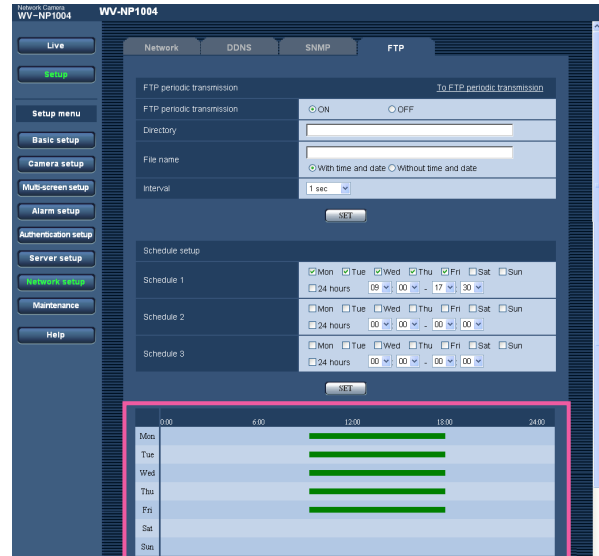 Network Camera
WV-NP1004
WV-NP1004
Live
Setup
Setup menu
Basic setup
Camera setup
Multi-screen setup
Alarm setup
Authentication setup
Server setup
Network setup
Maintenance
Help
Network DDNS SNMP FTP
FTP periodic transmission To FTP periodic transmission
FTP periodic transmission ON OFF
Directory
File name
With time and date Without time and date
Interval 1 sec
SET
Schedule setup
Schedule 1
Mon Tue Wed Thu Fri Sat Sun
24 hours 09 : 00 - 17 : 30
Schedule 2
Mon Tue Wed Thu Fri Sat Sun
24 hours 00 : 00 - 00 : 00
Schedule 3
Mon Tue Wed Thu Fri Sat Sun
24 hours 00 : 00 - 00 : 00
SET
0:00 6:00 12:00 18:00 24:00
Mon
Tue
Wed
Thu
Fri
Sat
Sun